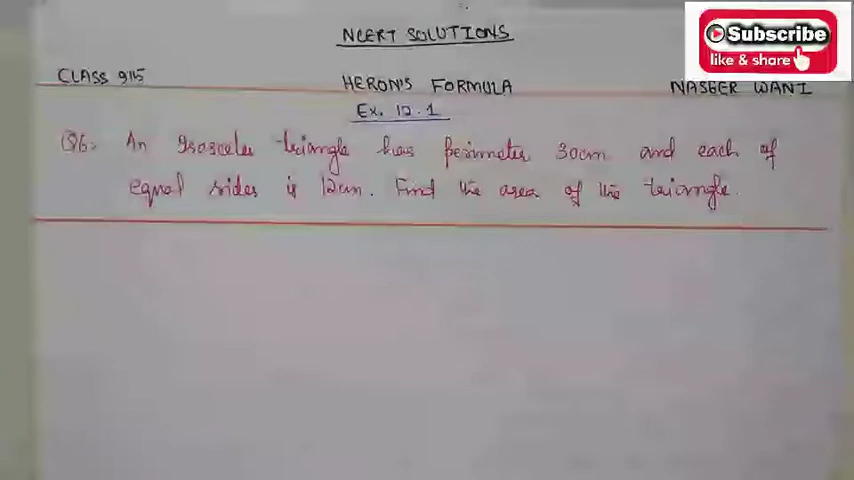 NCERT SOLUTIONS
Subscribe
like & share
CLASS 9th
HERON'S FORMULA
NASEER WANI
Ex. 12.1
Q6: An Isosceles triangle has perimeter 30cm and each of
equal sides is 12cm. Find the area of the triangle.